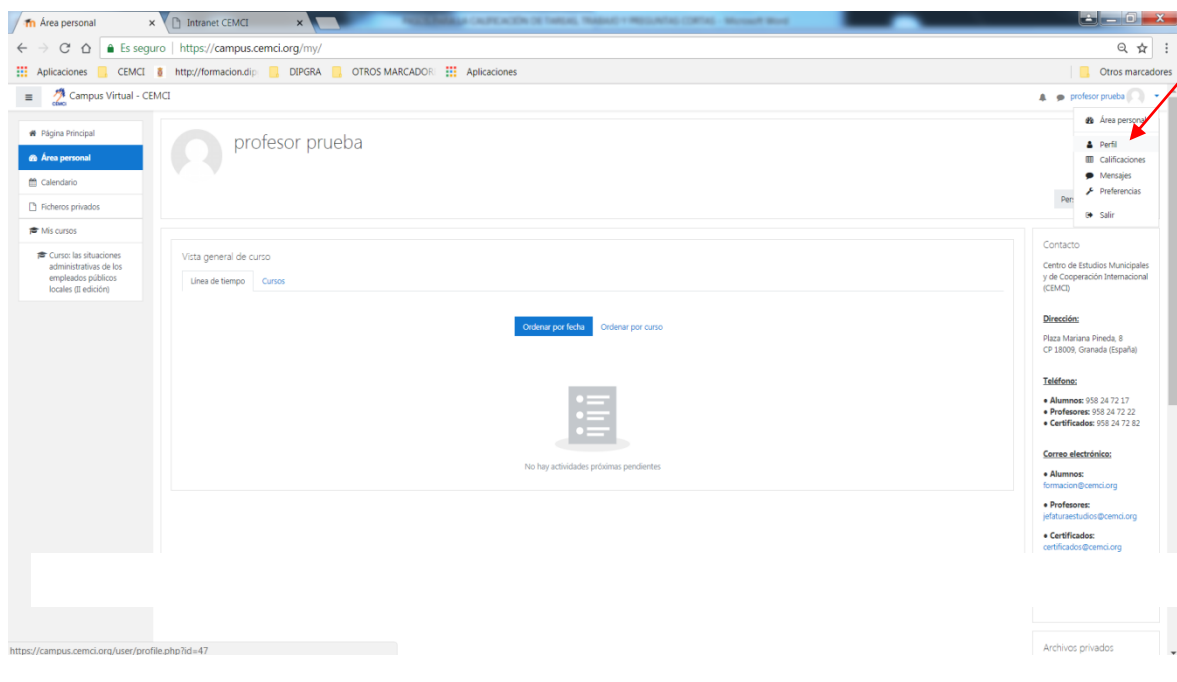 Área personal
Intranet CEMCI
Es seguro
https://campus.cemci.org/my/
Aplicaciones
CEMCI
http://formacion.dip
DIPGRA
OTROS MARCADOR
Aplicaciones
Otros marcadores
Campus Virtual - CEMCI
profesor prueba
Página Principal
Área personal
Calendario
Ficheros privados
Mis cursos
Curso: las situaciones
administrativas de los
empleados públicos
locales (II edición)
profesor prueba
Área personal
Perfil
Calificaciones
Mensajes
Preferencias
Salir
Per
Vista general de curso
Línea de tiempo
Cursos
Ordenar por fecha
Ordenar por curso
No hay actividades próximas pendientes
Contacto
Centro de Estudios Municipales
y de Cooperación Internacional
(CEMCI)
Dirección:
Plaza Mariana Pineda, 8
CP 18009, Granada (España)
Teléfono:
• Alumnos: 958 24 72 17
• Profesores: 958 24 72 22
• Certificados: 958 24 72 82
Correo electrónico:
• Alumnos:
formacion@cemci.org
• Profesores:
jefaturaestudios@cemci.org
• Certificados:
certificados@cemci.org
Archivos privados
https://campus.cemci.org/user/profile.php?id=47